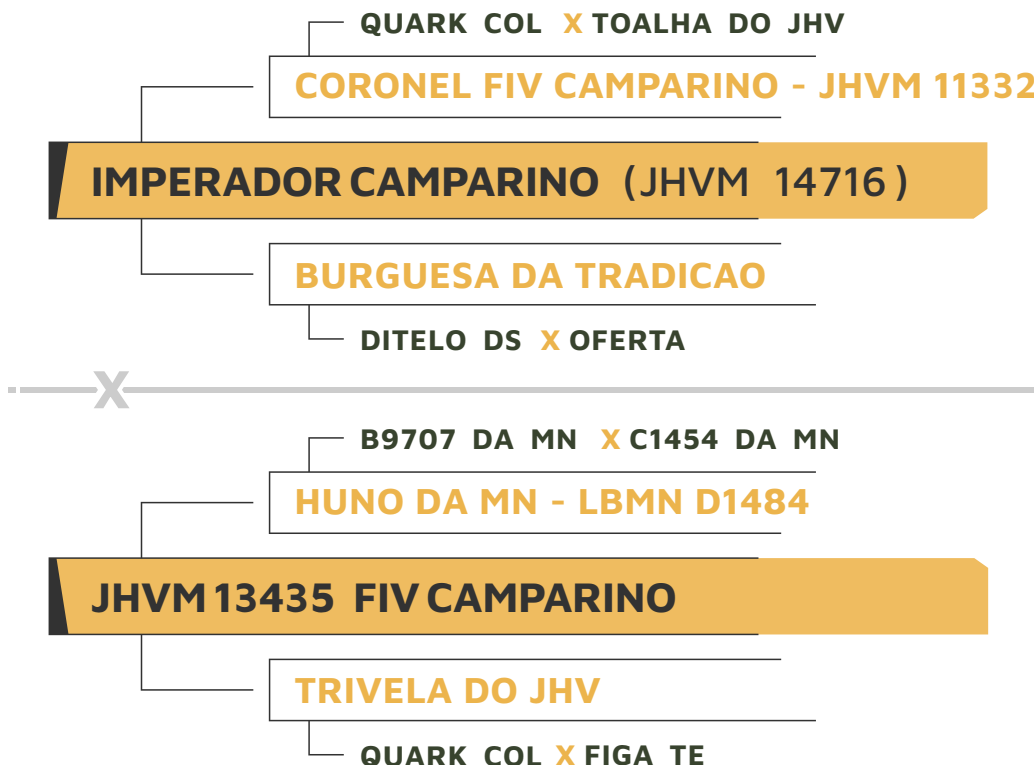 QUARK COL X TOALHA DO JHV
CORONEL FIV CAMPARINO - JHVM 11332
IMPERADOR CAMPARINO (JHVM 14716)
BURGUESA DA TRADICAO
DITELO DS X OFERTA
X
B9707 DA MN X C1454 DA MN
HUNO DA MN - LBMN D1484
JHVM 13435 FIV CAMPARINO
TRIVELA DO JHV
QUARK COL X FIGA TE